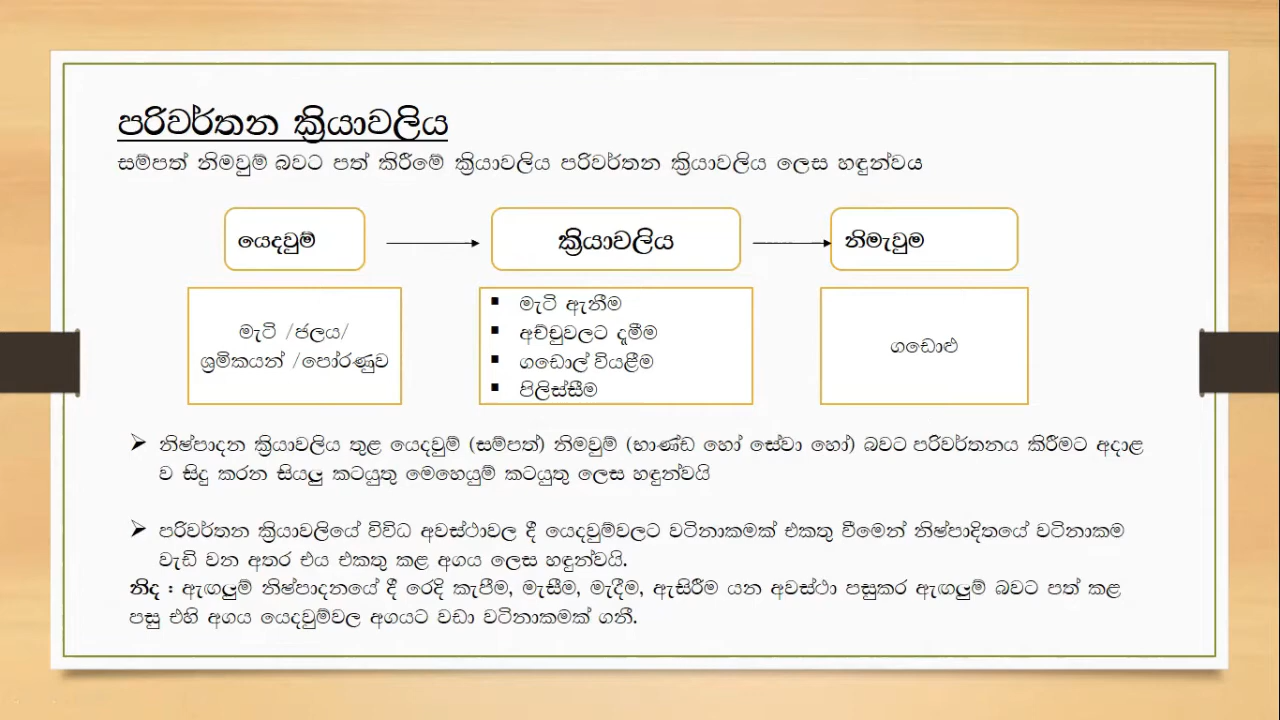 පරිවර්තන ක්‍රියාවලිය
සම්පත් නිමවුම් බවට පත් කිරීමේ ක්‍රියාවලිය පරිවර්තන ක්‍රියාවලිය ලෙස හඳුන්වය
යෙදවුම් ක්‍රියාවලිය නිමැවුම
මැටි /ජලය/
ශ්‍රමිකයන් /පෝරණුව
▪ මැටි ඇනීම
▪ අච්චුවලට දැමීම
▪ ගඩොල් වියළීම
▪ පිලිස්සීම
ගඩොළු
➢ නිෂ්පාදන ක්‍රියාවලිය තුළ යෙදවුම් (සම්පත්) නිමවුම් (භාණ්ඩ හෝ සේවා හෝ) බවට පරිවර්තනය කිරීමට අදාළ
ව සිදු කරන සියලු කටයුතු මෙහෙයුම් කටයුතු ලෙස හඳුන්වයි
➢ පරිවර්තන ක්‍රියාවලියේ විවිධ අවස්ථාවල දී යෙදවුම්වලට වටිනාකමක් එකතු වීමෙන් නිෂ්පාදිතයේ වටිනාකම
වැඩි වන අතර එය එකතු කළ අගය ලෙස හඳුන්වයි.
නිද : ඇඟලුම් නිෂ්පාදනයේ දී රෙදි කැපීම, මැසීම, මැදීම, ඇසිරීම යන අවස්ථා පසුකර ඇඟලුම් බවට පත් කළ
පසු එහි අගය යෙදවුම්වල අගයට වඩා වටිනාකමක් ගනී.